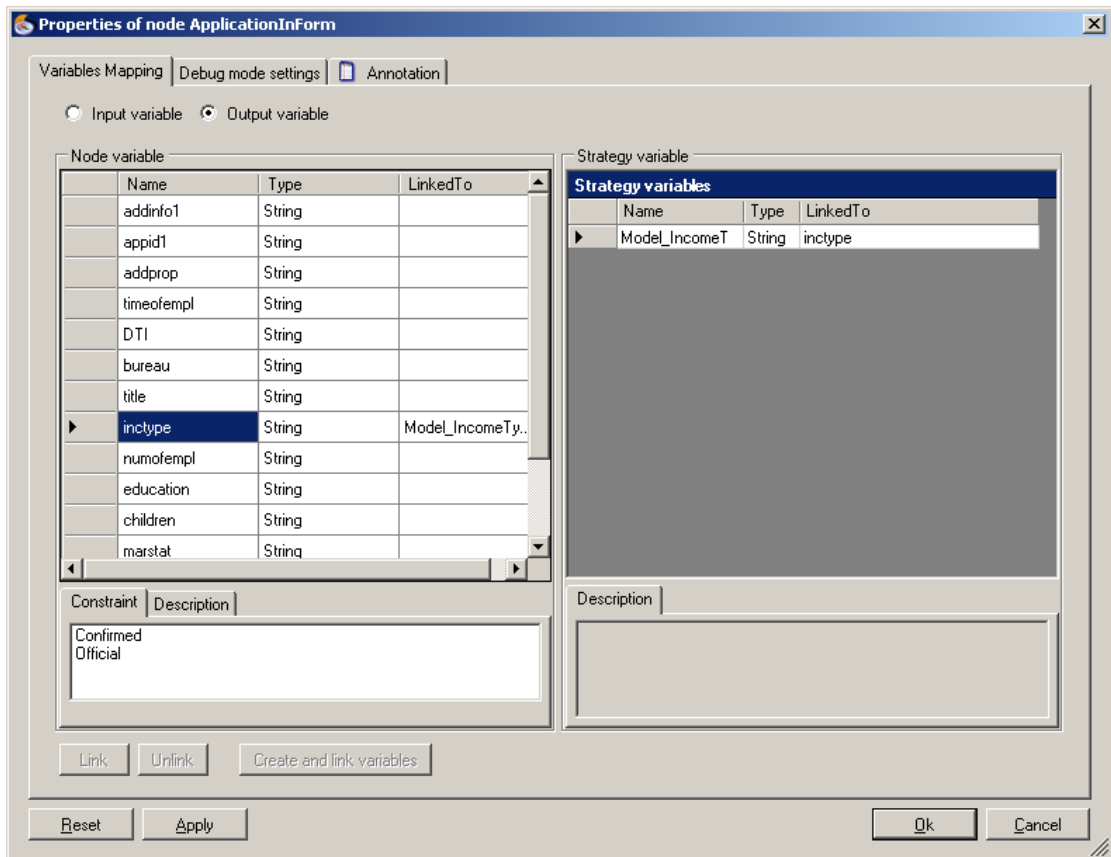 Properties of node ApplicationInForm
Variables Mapping Debug mode settings Annotation
Input variable Output variable
Node variable
Name Type LinkedTo
addinfo1 String
appid1 String
addprop String
timeofempl String
DTI String
bureau String
title String
inctype String Model_IncomeTy..
numofempl String
education String
children String
marstat String
Constraint Description
Confirmed
Official
Strategy variable
Strategy variables
Name Type LinkedTo
Model_IncomeT String inctype
Description
Link Unlink Create and link variables
Reset Apply Ok Cancel